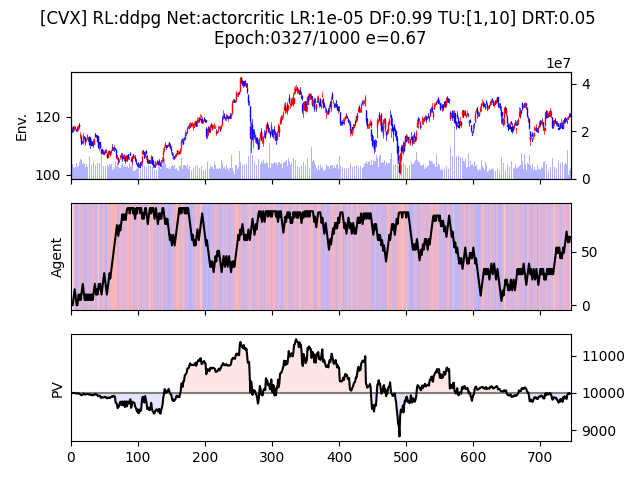 [CVX] RL:ddpg Net:actorcritic LR:1e-05 DF:0.99 TU:[1,10] DRT:0.05
Epoch:0327/1000 e=0.67
1e7
Env.
120
100
4
2
0
Agent
50
0
PV
11000
10000
9000
0 100 200 300 400 500 600 700